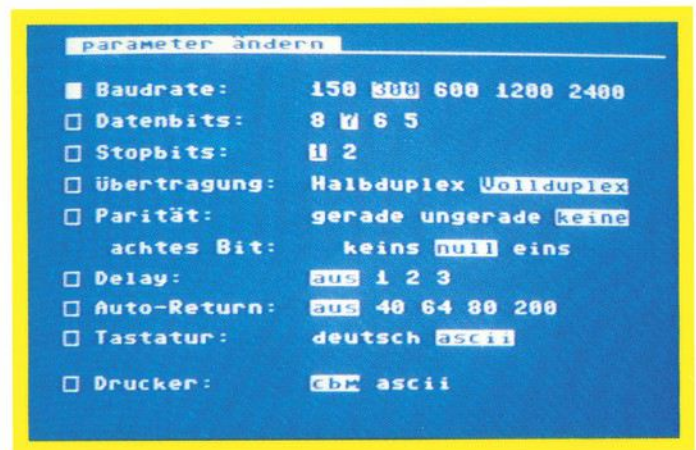 parameter ändern
Baudrate: 150 300 600 1200 2400
Datenbits: 8 7 6 5
Stopbits: 1 2
Übertragung: Halbduplex Vollduplex
Parität: gerade ungerade keine
achtes Bit: keins null eins
Delay: aus 1 2 3
Auto-Return: aus 40 64 80 200
Tastatur: deutsch ascii
Drucker: cbm ascii